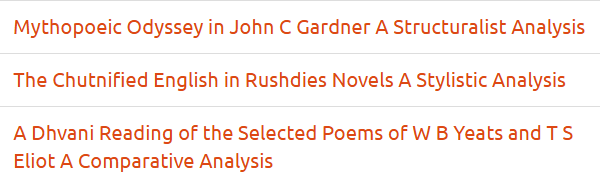 Mythopoeic Odyssey in John C Gardner A Structuralist Analysis
The Chutnified English in Rushdies Novels A Stylistic Analysis
A Dhvani Reading of the Selected Poems of W B Yeats and T S
Eliot A Comparative Analysis